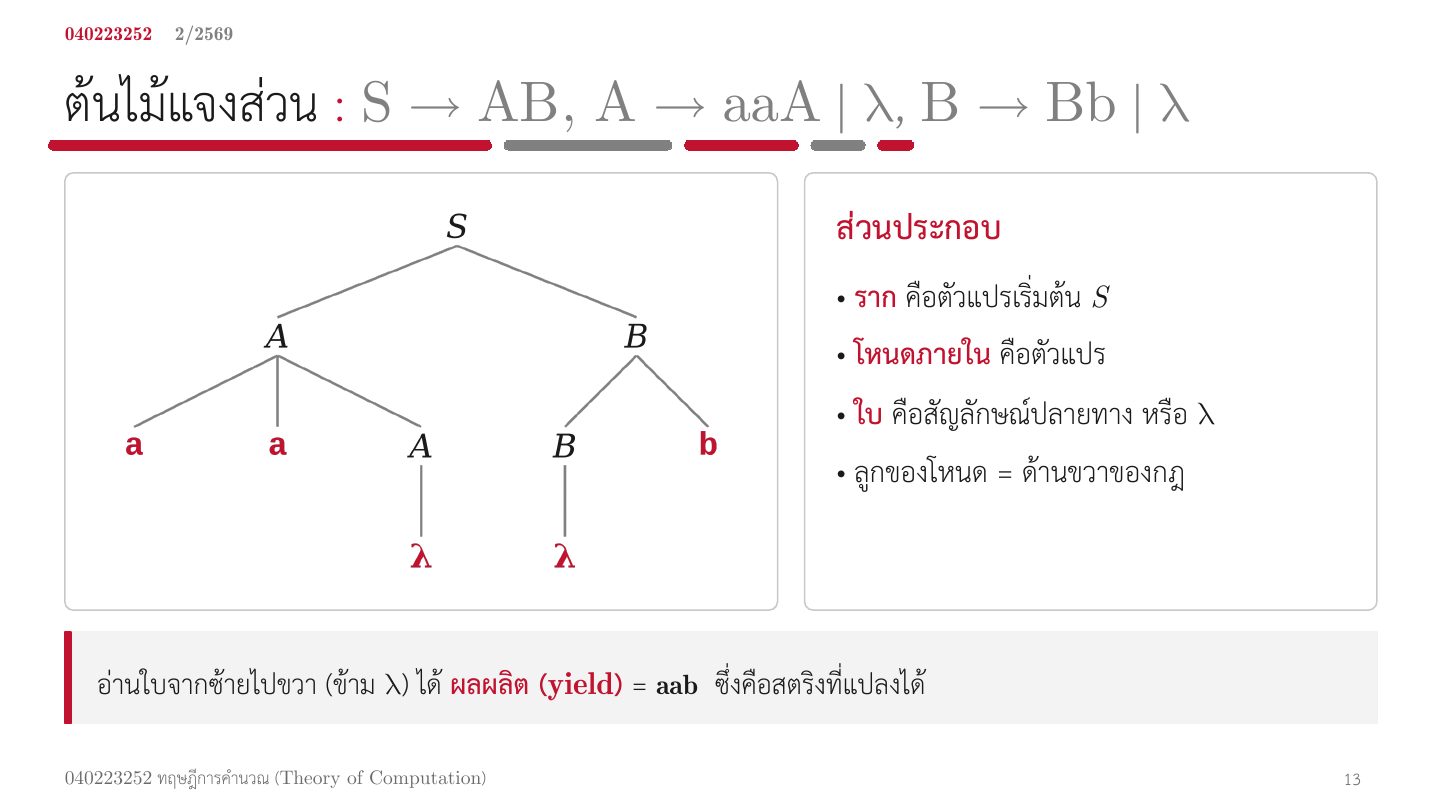 040223252 2/2569
ต้นไม้แจงส่วน : S → AB, A → aaA | λ, B → Bb | λ
S
A B
a a A B b
λ λ
ส่วนประกอบ
• ราก คือตัวแปรเริ่มต้น S
• โหนดภายใน คือตัวแปร
• ใบ คือสัญลักษณ์ปลายทาง หรือ λ
• ลูกของโหนด = ด้านขวาของกฎ
อ่านใบจากซ้ายไปขวา (ข้าม λ) ได้ ผลผลิต (yield) = aab ซึ่งคือสตริงที่แปลงได้
040223252 ทฤษฎีการคำนวณ (Theory of Computation) 13